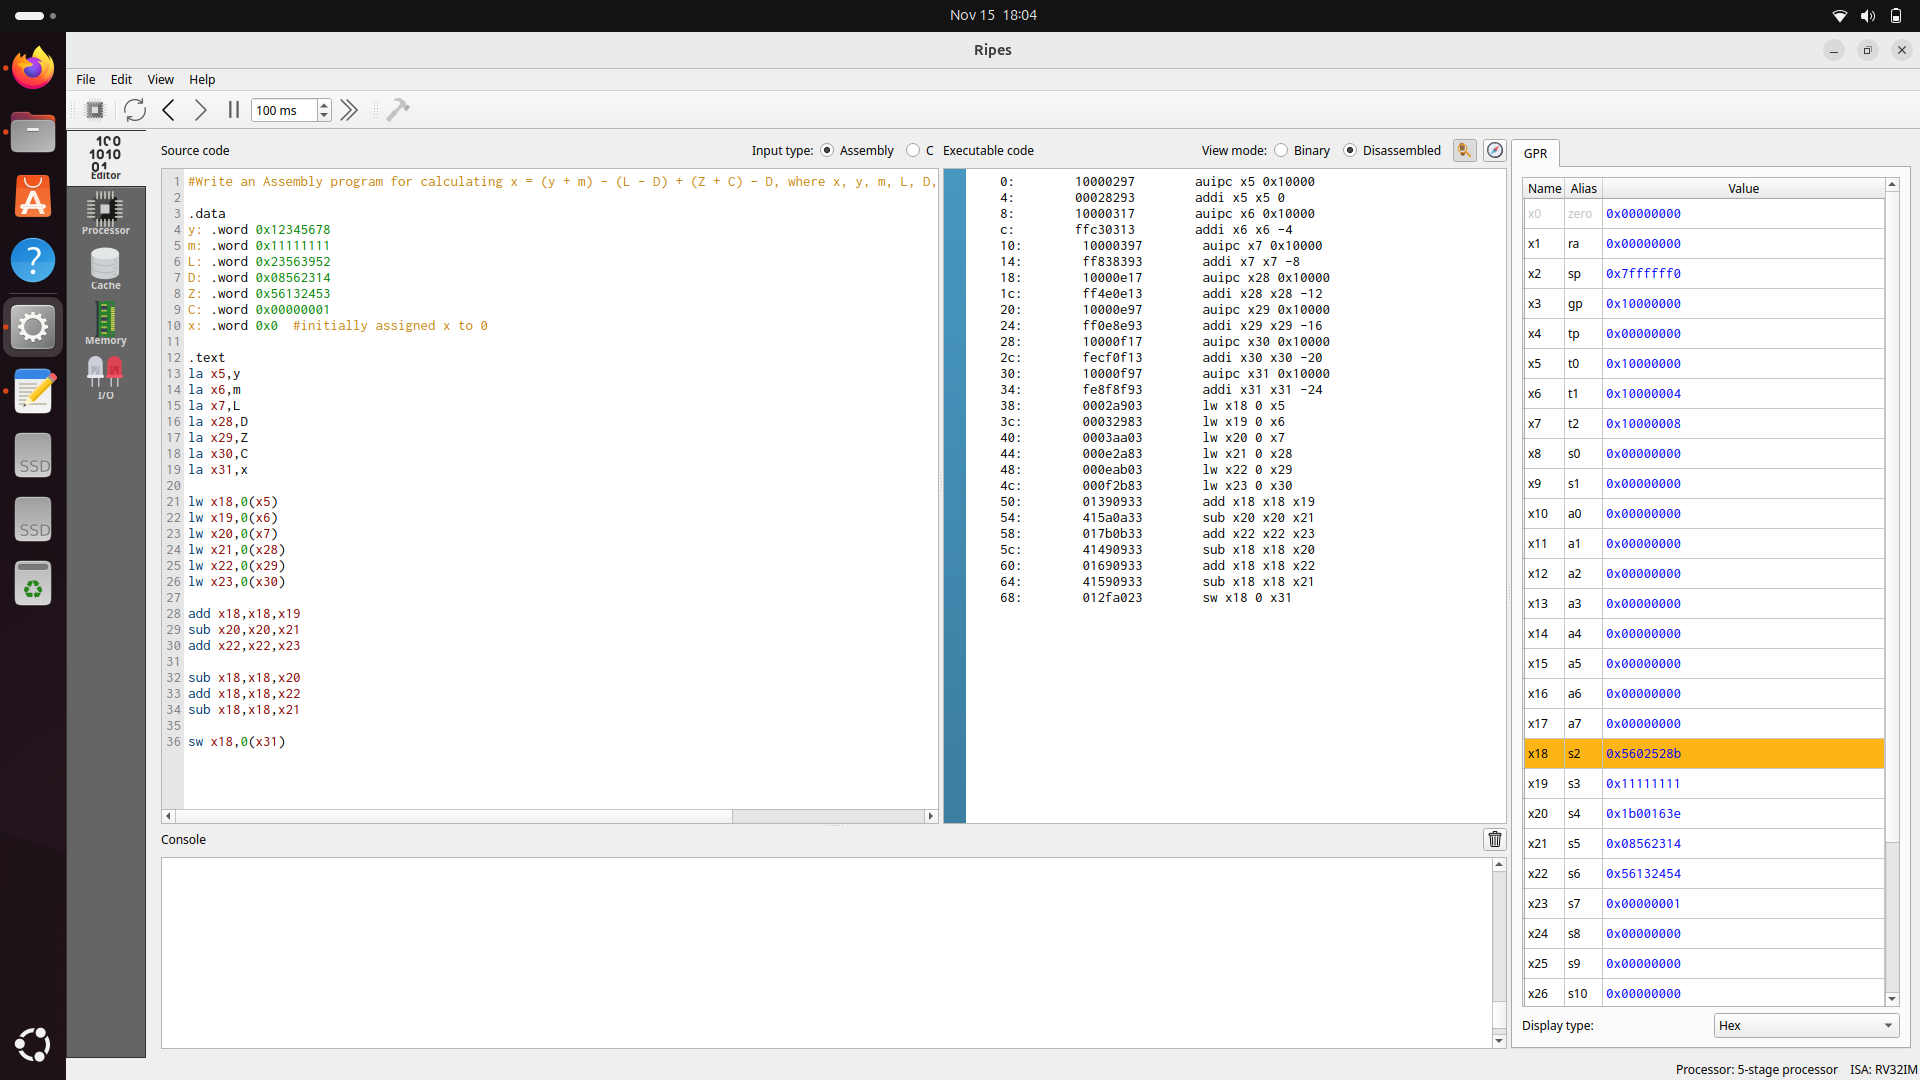 Nov 15 18:04
Ripes
File Edit View Help
100 ms
Editor
Processor
Cache
Memory
I/O
SSD
SSD
Source code
Input type: Assembly C
1 #Write an Assembly program for calculating x = (y + m) - (L - D) + (Z + C) - D, where x, y, m, L, D,
2
3 .data
4 y: .word 0x12345678
5 m: .word 0x11111111
6 L: .word 0x23563952
7 D: .word 0x08562314
8 Z: .word 0x56132453
9 C: .word 0x00000001
10 x: .word 0x0 #initially assigned x to 0
11
12 .text
13 la x5,y
14 la x6,m
15 la x7,L
16 la x28,D
17 la x29,Z
18 la x30,C
19 la x31,x
20
21 lw x18,0(x5)
22 lw x19,0(x6)
23 lw x20,0(x7)
24 lw x21,0(x28)
25 lw x22,0(x29)
26 lw x23,0(x30)
27
28 add x18,x18,x19
29 sub x20,x20,x21
30 add x22,x22,x23
31
32 sub x18,x18,x20
33 add x18,x18,x22
34 sub x18,x18,x21
35
36 sw x18,0(x31)
Executable code
View mode: Binary Disassembled
0: 10000297 auipc x5 0x10000
4: 00028293 addi x5 x5 0
8: 10000317 auipc x6 0x10000
c: ffc30313 addi x6 x6 -4
10: 10000397 auipc x7 0x10000
14: ff838393 addi x7 x7 -8
18: 10000e17 auipc x28 0x10000
1c: ff4e0e13 addi x28 x28 -12
20: 10000e97 auipc x29 0x10000
24: ff0e8e93 addi x29 x29 -16
28: 10000f17 auipc x30 0x10000
2c: fecf0f13 addi x30 x30 -20
30: 10000f97 auipc x31 0x10000
34: fe8f8f93 addi x31 x31 -24
38: 0002a903 lw x18 0 x5
3c: 00032983 lw x19 0 x6
40: 0003aa03 lw x20 0 x7
44: 000e2a83 lw x21 0 x28
48: 000eab03 lw x22 0 x29
4c: 000f2b83 lw x23 0 x30
50: 01390933 add x18 x18 x19
54: 415a0a33 sub x20 x20 x21
58: 017b0b33 add x22 x22 x23
5c: 41490933 sub x18 x18 x20
60: 01690933 add x18 x18 x22
64: 41590933 sub x18 x18 x21
68: 012fa023 sw x18 0 x31
Console
GPR
Name Alias Value
x0 zero 0x00000000
x1 ra 0x00000000
x2 sp 0x7ffffff0
x3 gp 0x10000000
x4 tp 0x00000000
x5 t0 0x10000000
x6 t1 0x10000004
x7 t2 0x10000008
x8 s0 0x00000000
x9 s1 0x00000000
x10 a0 0x00000000
x11 a1 0x00000000
x12 a2 0x00000000
x13 a3 0x00000000
x14 a4 0x00000000
x15 a5 0x00000000
x16 a6 0x00000000
x17 a7 0x00000000
x18 s2 0x5602528b
x19 s3 0x11111111
x20 s4 0x1b00163e
x21 s5 0x08562314
x22 s6 0x56132454
x23 s7 0x00000001
x24 s8 0x00000000
x25 s9 0x00000000
x26 s10 0x00000000
Display type: Hex
Processor: 5-stage processor ISA: RV32IM